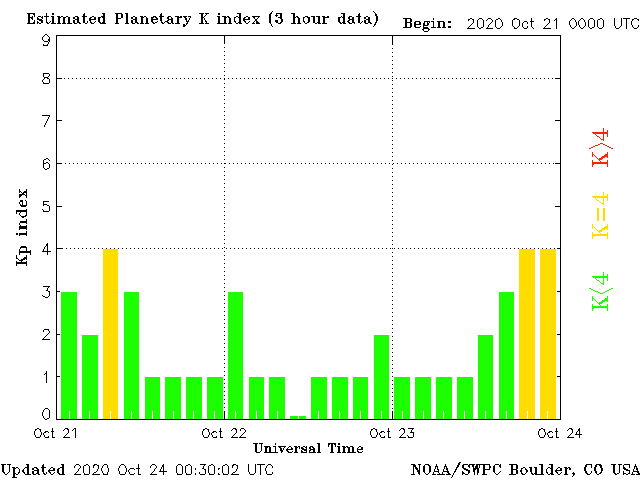 Estimated Planetary K index (3 hour data)
Begin: 2020 Oct 21 0000 UTC
9
8
7
6
5
4
3
2
1
0
Kp index
K>4
K=4
K<4
Oct 21
Oct 22
Oct 23
Oct 24
Universal Time
Updated 2020 Oct 24 00:30:02 UTC
NOAA/SWPC Boulder, CO USA